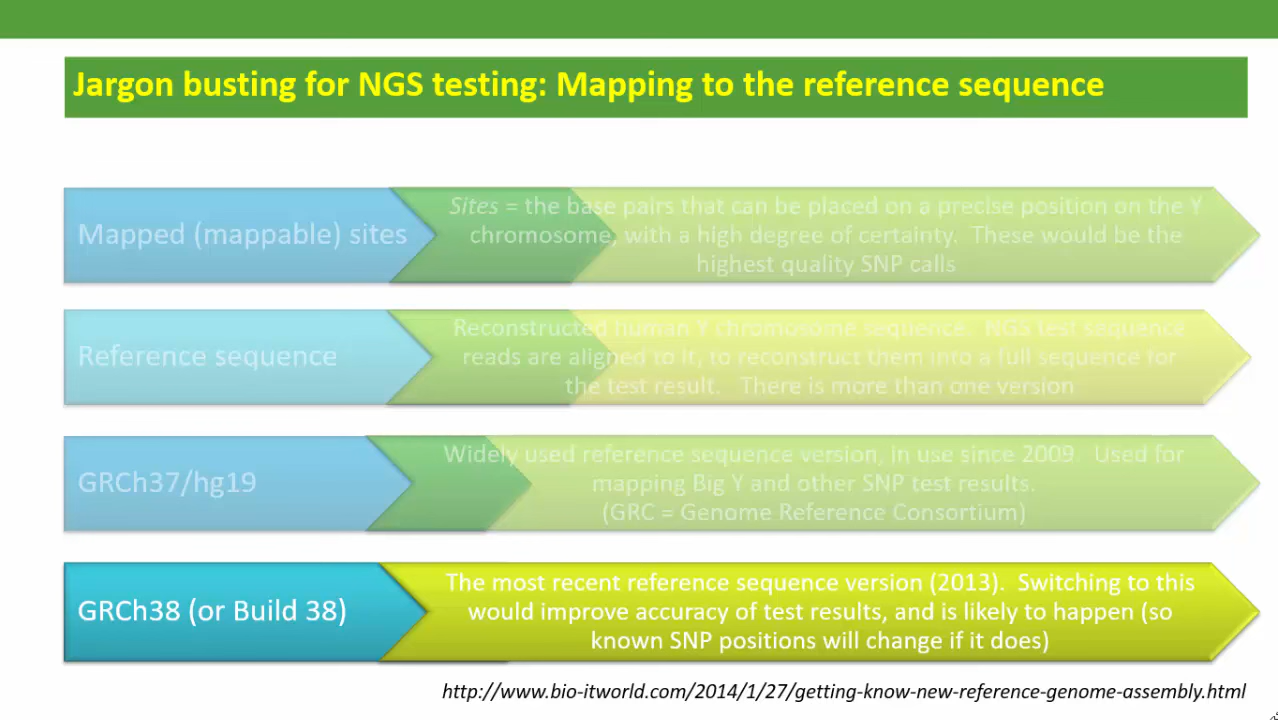 Jargon busting for NGS testing: Mapping to the reference sequence
Mapped (mappable) sites
Sites = the base pairs that can be placed on a precise position on the Y
chromosome, with a high degree of certainty. These would be the
highest quality SNP calls
Reference sequence
Reconstructed human Y chromosome sequence. NGS test sequence
reads are aligned to it, to reconstruct them into a full sequence for
the test result. There is more than one version
GRCh37/hg19
Widely used reference sequence version, in use since 2009. Used for
mapping Big Y and other SNP test results.
(GRC = Genome Reference Consortium)
GRCh38 (or Build 38)
The most recent reference sequence version (2013). Switching to this
would improve accuracy of test results, and is likely to happen (so
known SNP positions will change if it does)
http://www.bio-itworld.com/2014/1/27/getting-know-new-reference-genome-assembly.html